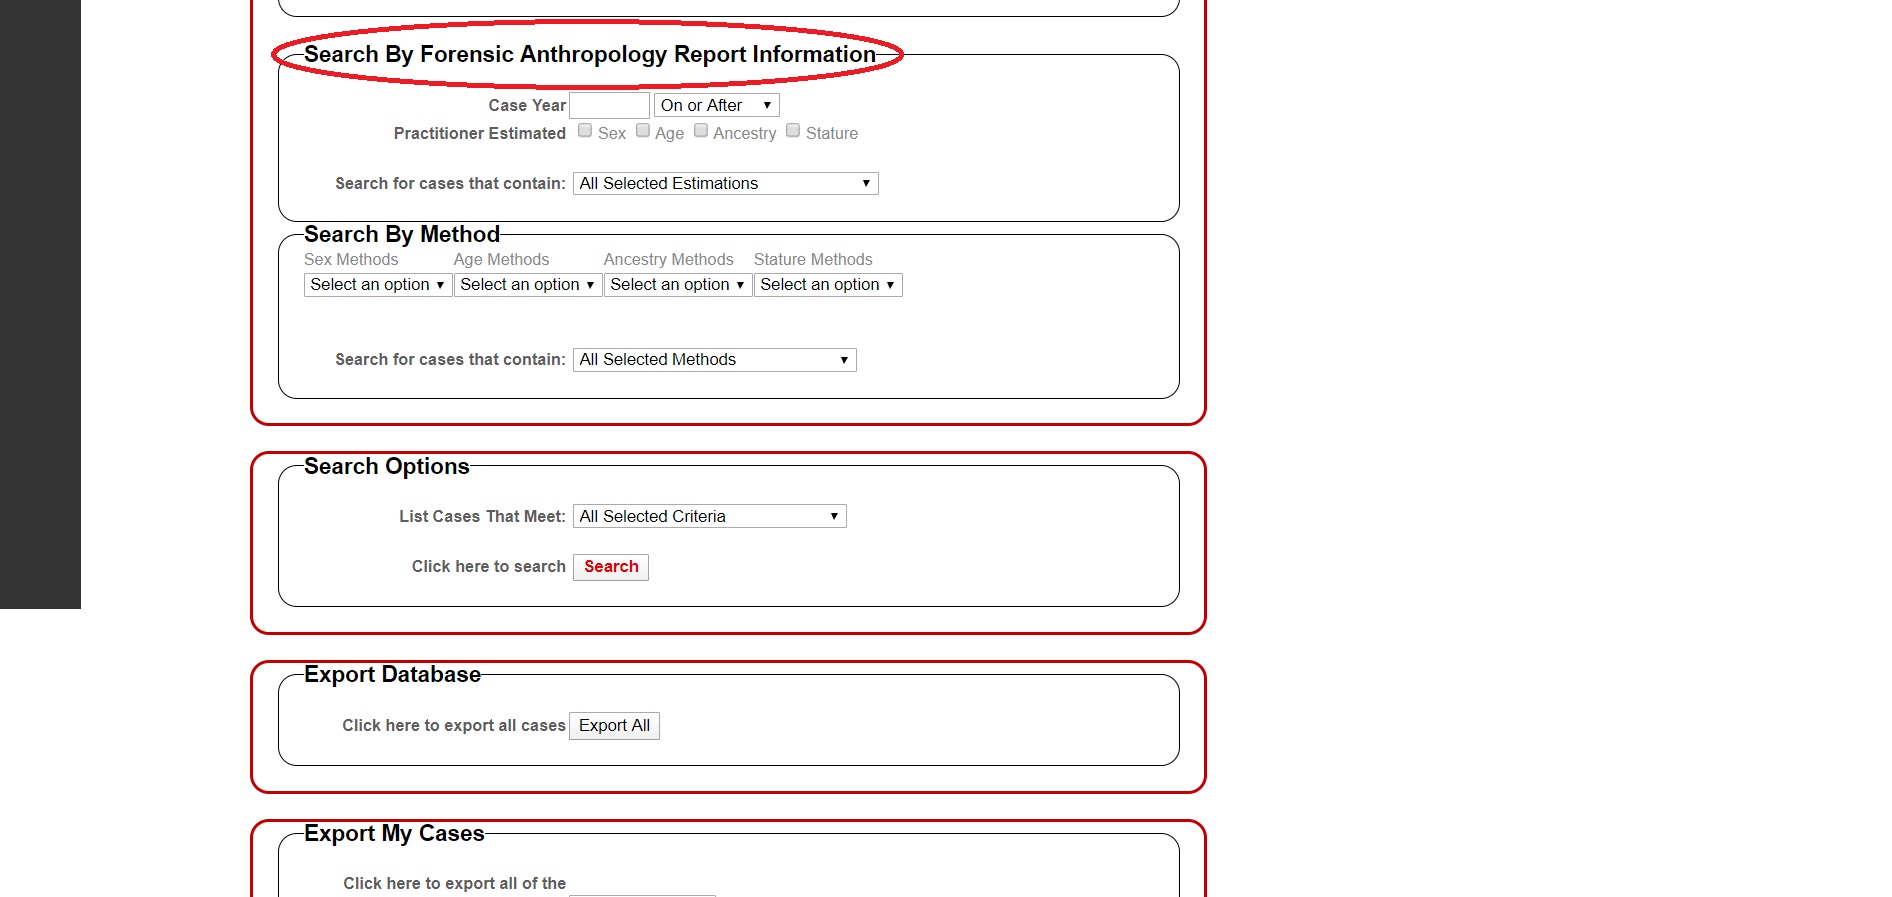 Search By Forensic Anthropology Report Information
Case Year On or After
Practitioner Estimated Sex Age Ancestry Stature
Search for cases that contain: All Selected Estimations
Search By Method
Sex Methods Age Methods Ancestry Methods Stature Methods
Select an option Select an option Select an option Select an option
Search for cases that contain: All Selected Methods
Search Options
List Cases That Meet: All Selected Criteria
Click here to search Search
Export Database
Click here to export all cases Export All
Export My Cases
Click here to export all of the